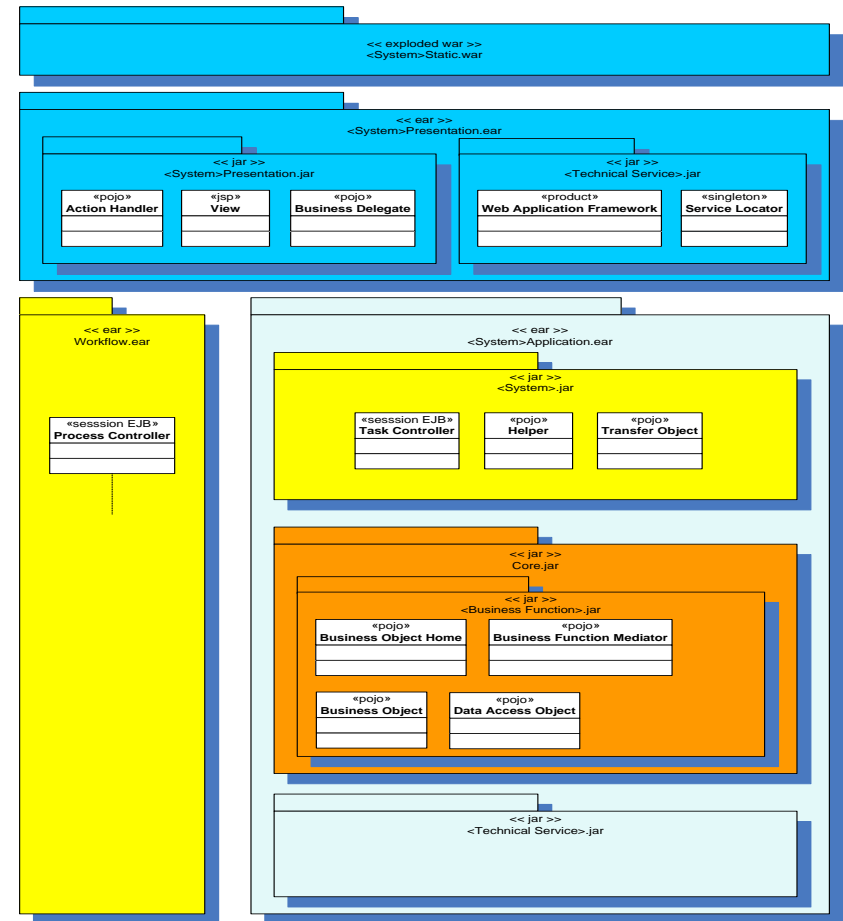 << exploded war >>
<System>Static.war
<< ear >>
<System>Presentation.ear
<< jar >>
<System>Presentation.jar
«pojo»
Action Handler
«jsp»
View
«pojo»
Business Delegate
<< jar >>
<Technical Service>.jar
«product»
Web Application Framework
«singleton»
Service Locator
<< ear >>
Workflow.ear
«sesssion EJB»
Process Controller
<< ear >>
<System>Application.ear
<< jar >>
<System>.jar
«sesssion EJB»
Task Controller
«pojo»
Helper
«pojo»
Transfer Object
<< jar >>
Core.jar
<< jar >>
<Business Function>.jar
«pojo»
Business Object Home
«pojo»
Business Function Mediator
«pojo»
Business Object
«pojo»
Data Access Object
<< jar >>
<Technical Service>.jar